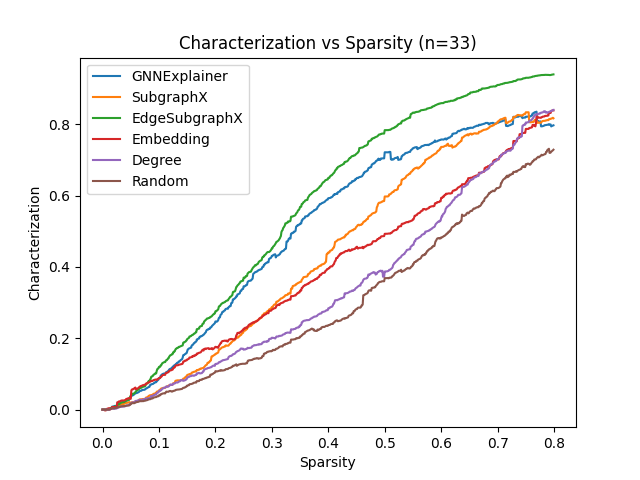 Characterization vs Sparsity (n=33)
GNNExplainer
SubgraphX
EdgeSubgraphX
Embedding
Degree
Random
Characterization
0.8
0.6
0.4
0.2
0.0
0.0 0.1 0.2 0.3 0.4 0.5 0.6 0.7 0.8
Sparsity